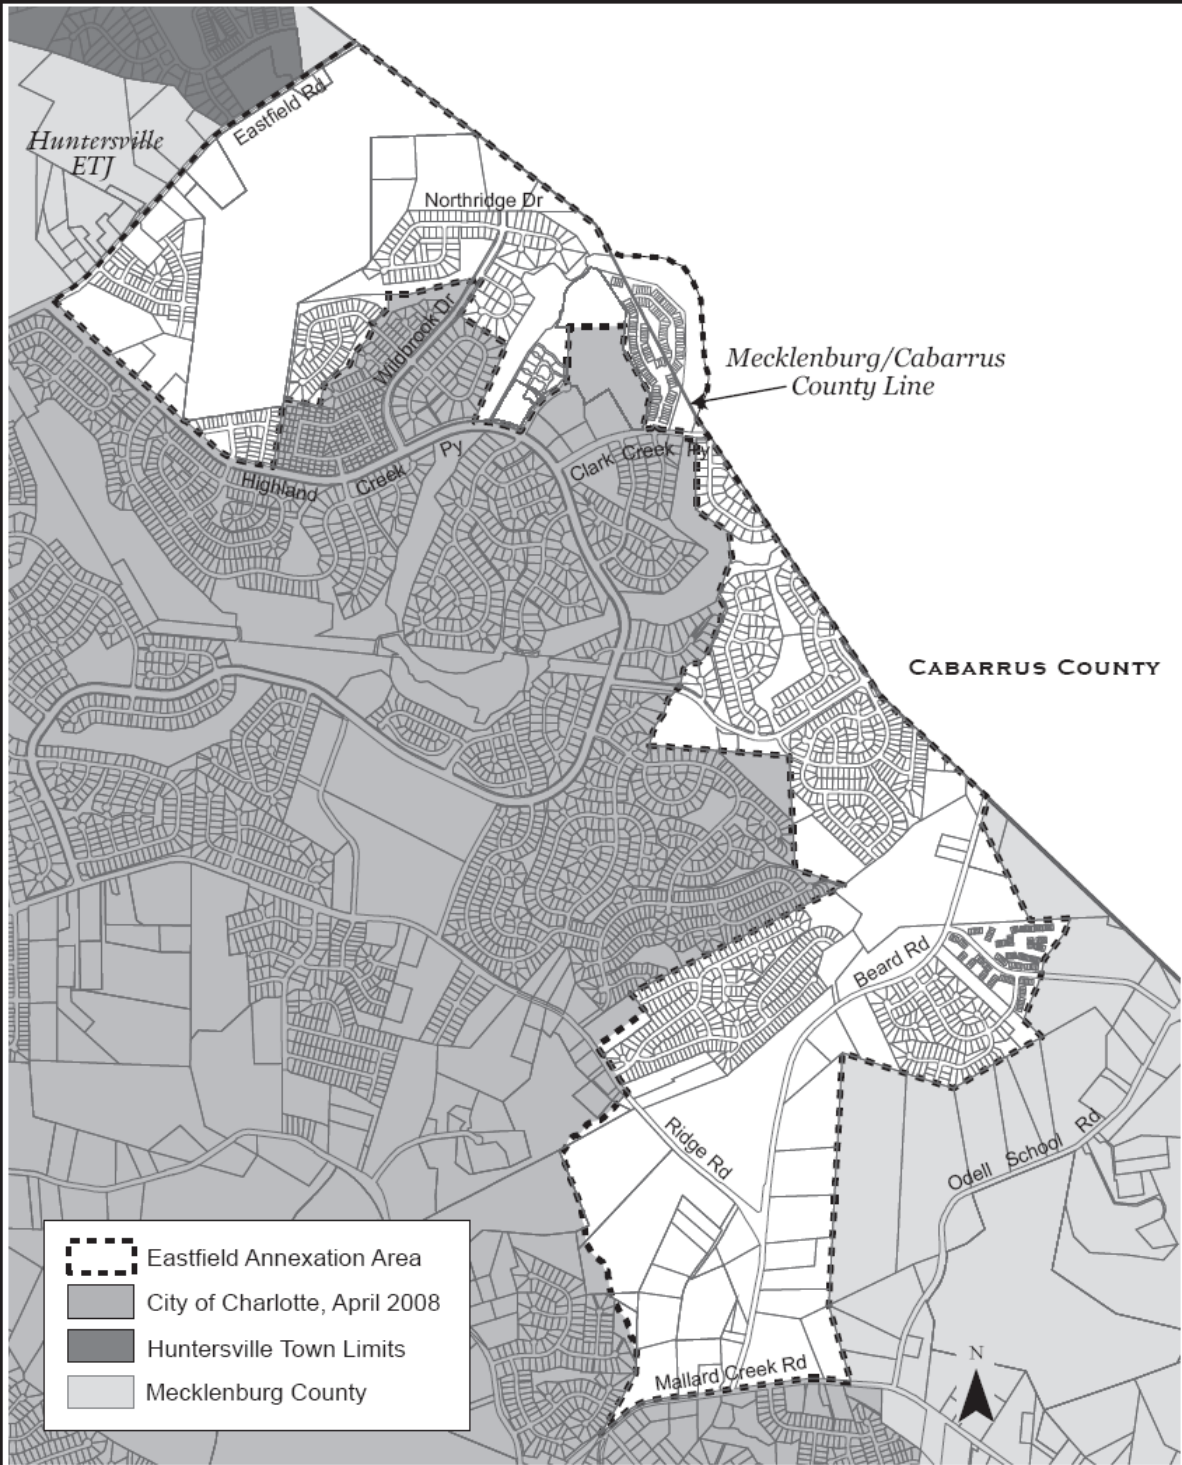 Eastfield Rd
Huntersville
ETJ
Northridge Dr
Wildbrook Dr
Mecklenburg/Cabarrus
County Line
Highland Creek Py
Clark Creek Py
CABARRUS COUNTY
Beard Rd
Ridge Rd
Odell School Rd
Mallard Creek Rd
N
Eastfield Annexation Area
City of Charlotte, April 2008
Huntersville Town Limits
Mecklenburg County